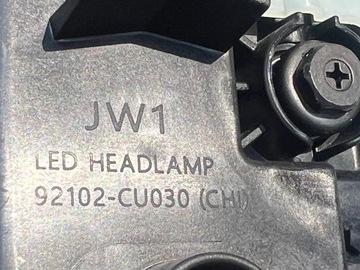 JW1
LED HEADLAMP
92102-CU030 (CHI)